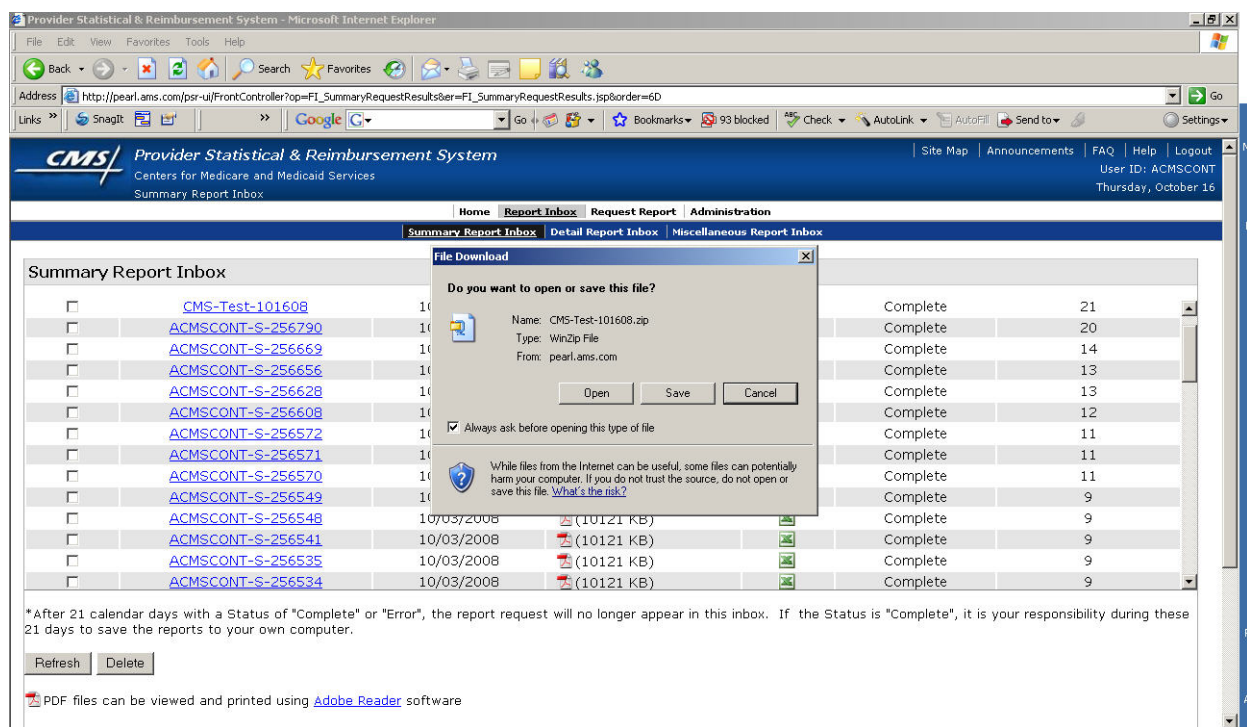 Provider Statistical & Reimbursement System - Microsoft Internet Explorer
File Edit View Favorites Tools Help
Back Search Favorites
Address http://pearl.ams.com/psr-ui/FrontController?op=FI_SummaryRequestResults&er=FI_SummaryRequestResults.jsp&order=6D Go
Links » SnagIt » Google G Go Bookmarks 93 blocked ABC Check AutoLink AutoFill Send to Settings
CMS Provider Statistical & Reimbursement System | Site Map | Announcements | FAQ | Help | Logout
Centers for Medicare and Medicaid Services User ID: ACMSCONT
Summary Report Inbox Thursday, October 16
Home | Report Inbox | Request Report | Administration
Summary Report Inbox | Detail Report Inbox | Miscellaneous Report Inbox
Summary Report Inbox
File Download
Do you want to open or save this file?
Name: CMS-Test-101608.zip
Type: WinZip File
From: pearl.ams.com
Open Save Cancel
Always ask before opening this type of file
While files from the Internet can be useful, some files can potentially
harm your computer. If you do not trust the source, do not open or
save this file. What's the risk?
CMS-Test-101608 Complete 21
ACMSCONT-S-256790 Complete 20
ACMSCONT-S-256669 Complete 14
ACMSCONT-S-256656 Complete 13
ACMSCONT-S-256628 Complete 13
ACMSCONT-S-256608 Complete 12
ACMSCONT-S-256572 Complete 11
ACMSCONT-S-256571 Complete 11
ACMSCONT-S-256570 Complete 11
ACMSCONT-S-256549 Complete 9
ACMSCONT-S-256548 10/03/2008 (10121 KB) Complete 9
ACMSCONT-S-256541 10/03/2008 (10121 KB) Complete 9
ACMSCONT-S-256535 10/03/2008 (10121 KB) Complete 9
ACMSCONT-S-256534 10/03/2008 (10121 KB) Complete 9
*After 21 calendar days with a Status of "Complete" or "Error", the report request will no longer appear in this inbox. If the Status is "Complete", it is your responsibility during these
21 days to save the reports to your own computer.
Refresh Delete
PDF files can be viewed and printed using Adobe Reader software